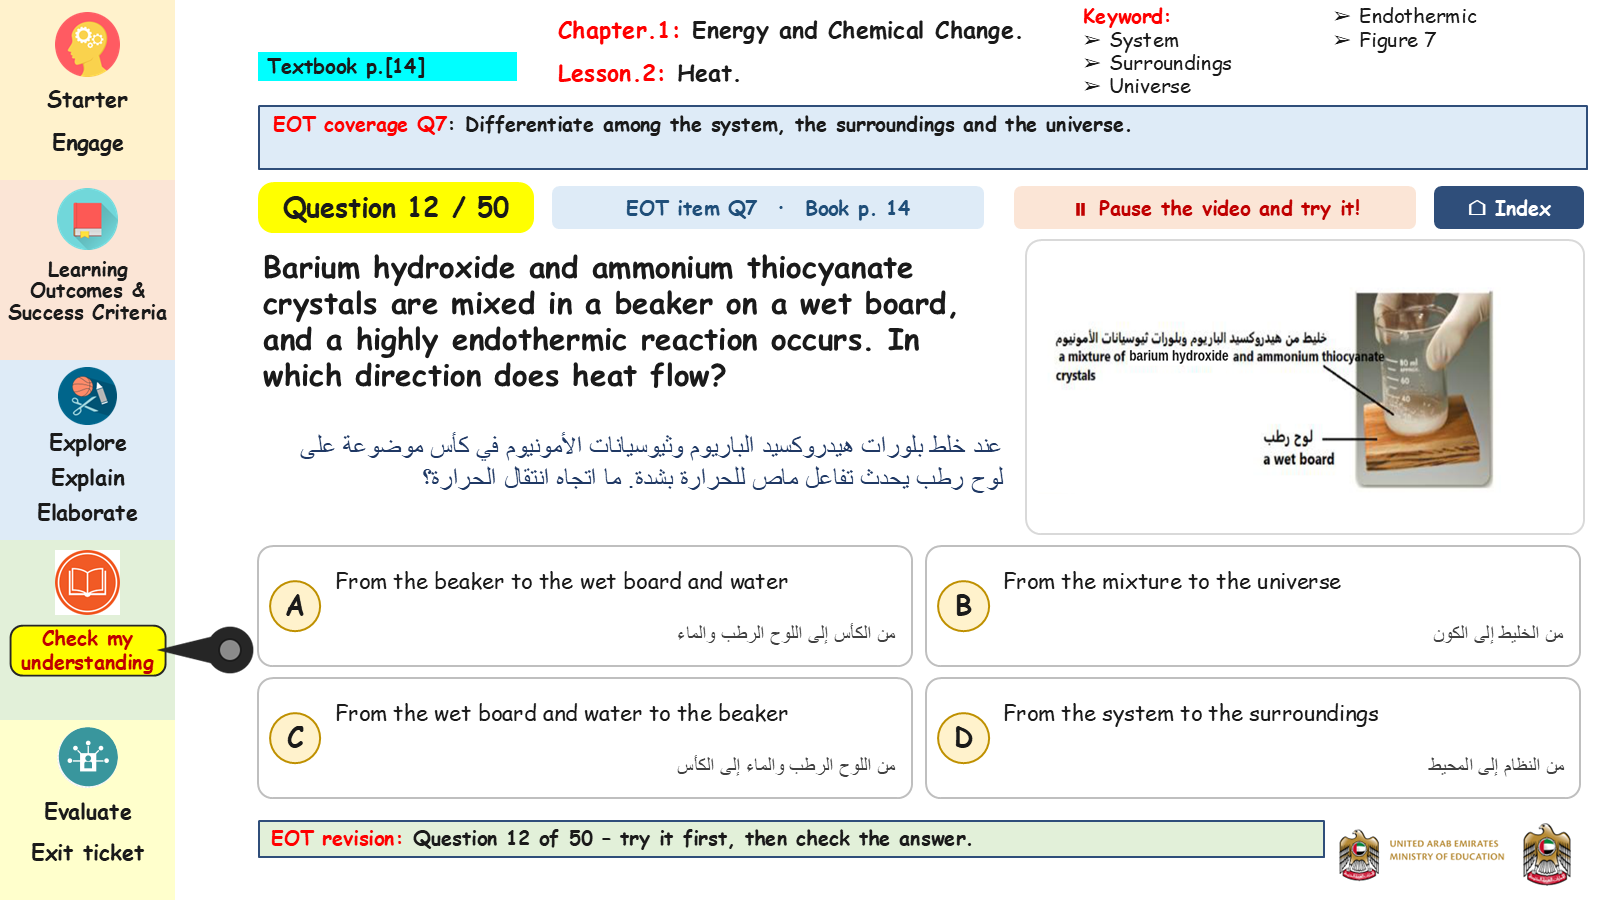 Starter
Engage
Learning
Outcomes &
Success Criteria
Explore
Explain
Elaborate
Check my
understanding
Evaluate
Exit ticket
Textbook p.[14]
Chapter.1: Energy and Chemical Change.
Lesson.2: Heat.
Keyword:
➢ System
➢ Surroundings
➢ Universe
➢ Endothermic
➢ Figure 7
EOT coverage Q7: Differentiate among the system, the surroundings and the universe.
Question 12 / 50
EOT item Q7 · Book p. 14
⏸ Pause the video and try it!
Index
Barium hydroxide and ammonium thiocyanate
crystals are mixed in a beaker on a wet board,
and a highly endothermic reaction occurs. In
which direction does heat flow?
عند خلط بلورات هيدروكسيد الباريوم وثيوسيانات الأمونيوم في كأس موضوعة على
لوح رطب يحدث تفاعل ماص للحرارة بشدة. ما اتجاه انتقال الحرارة؟
خليط من هيدروكسيد الباريوم وبلورات ثيوسيانات الأمونيوم
a mixture of barium hydroxide and ammonium thiocyanate
crystals
80 ml
60
40
لوح رطب
a wet board
A
From the beaker to the wet board and water
من الكأس إلى اللوح الرطب والماء
B
From the mixture to the universe
من الخليط إلى الكون
C
From the wet board and water to the beaker
من اللوح الرطب والماء إلى الكأس
D
From the system to the surroundings
من النظام إلى المحيط
EOT revision: Question 12 of 50 – try it first, then check the answer.
UNITED ARAB EMIRATES
MINISTRY OF EDUCATION